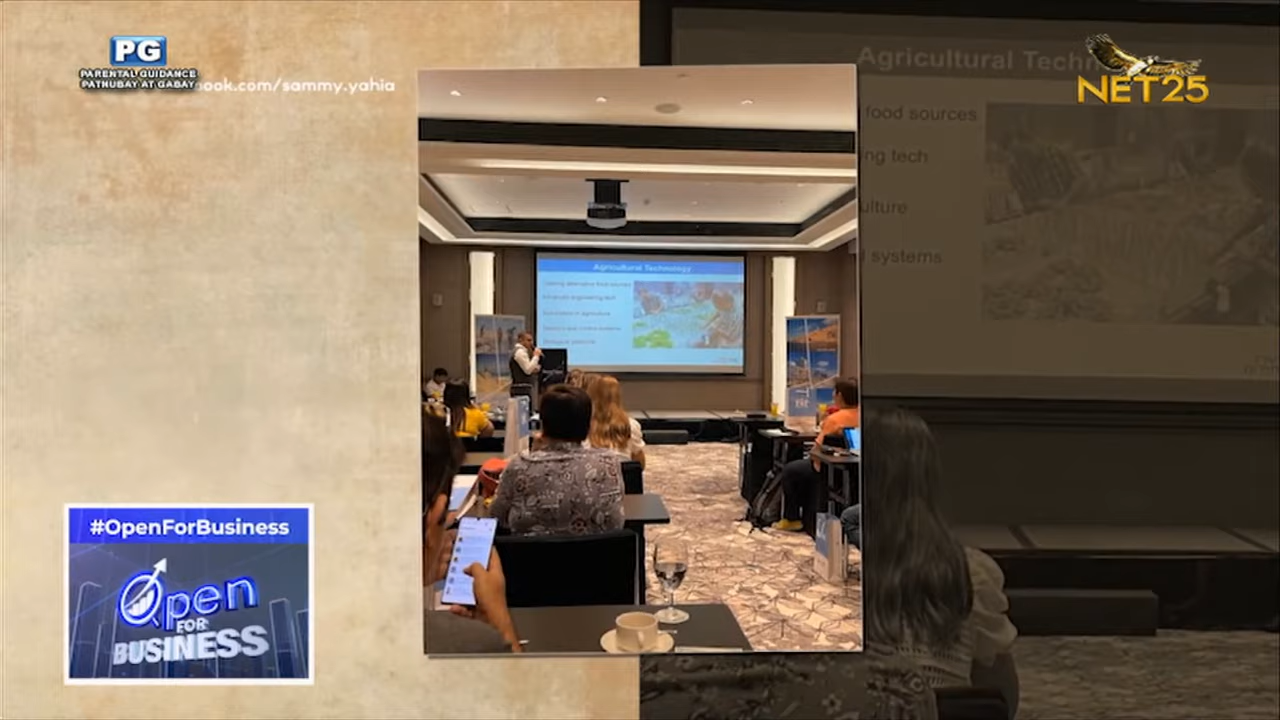 PG
PARENTAL GUIDANCE
PATNUBAY AT GABAY
ook.com/sammy.yahia
NET25
Agricultural Techn
food sources
ng tech
ulture
systems
Agricultural Technology
#OpenForBusiness
Open
FOR
BUSINESS